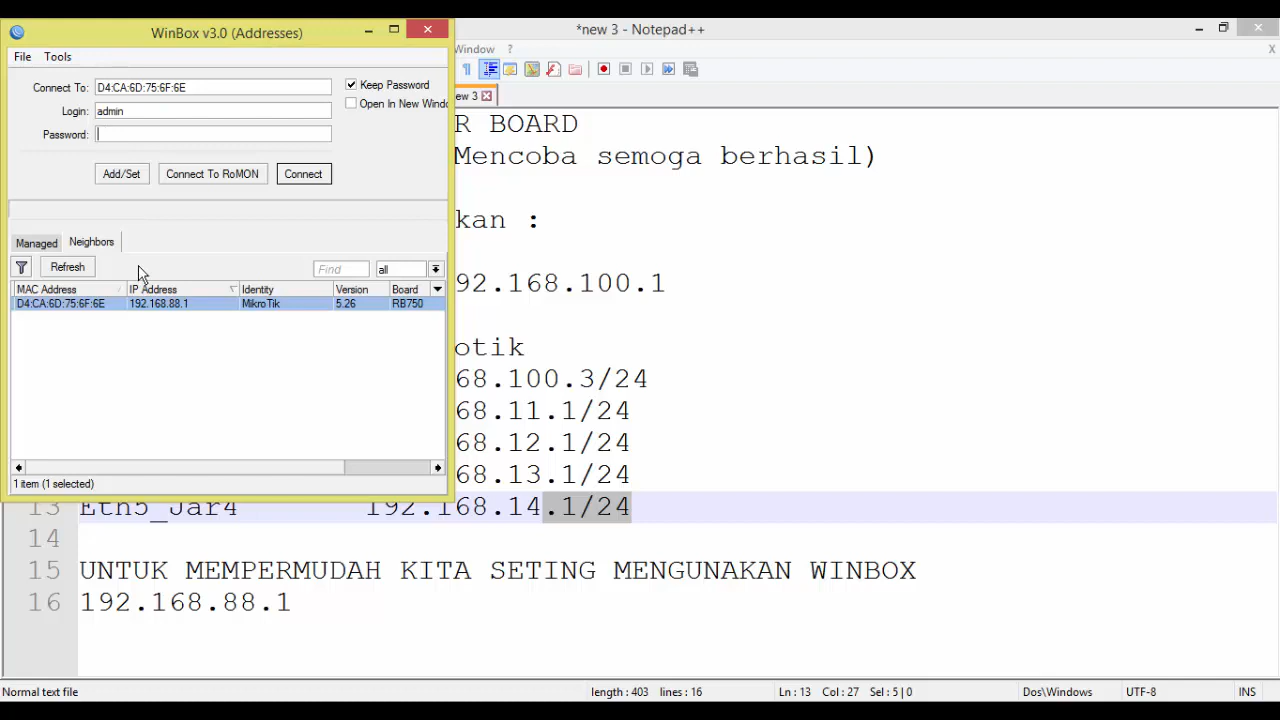 WinBox v3.0 (Addresses)
File Tools
Connect To: D4:CA:6D:75:6F:6E
Keep Password
Login: admin
Open In New Windo
Password:
Add/Set Connect To RoMON Connect
Managed Neighbors
Refresh Find all
MAC Address IP Address Identity Version Board
D4:CA:6D:75:6F:6E 192.168.88.1 MikroTik 5.26 RB750
1 item (1 selected)
*new 3 - Notepad++
Window ? X
ew 3
R BOARD
Mencoba semoga berhasil)
kan :
92.168.100.1
otik
68.100.3/24
68.11.1/24
68.12.1/24
68.13.1/24
13 Eth5_Jar4 192.168.14.1/24
14
15 UNTUK MEMPERMUDAH KITA SETING MENGUNAKAN WINBOX
16 192.168.88.1
Normal text file length : 403 lines : 16 Ln : 13 Col : 27 Sel : 5 | 0 Dos\Windows UTF-8 INS